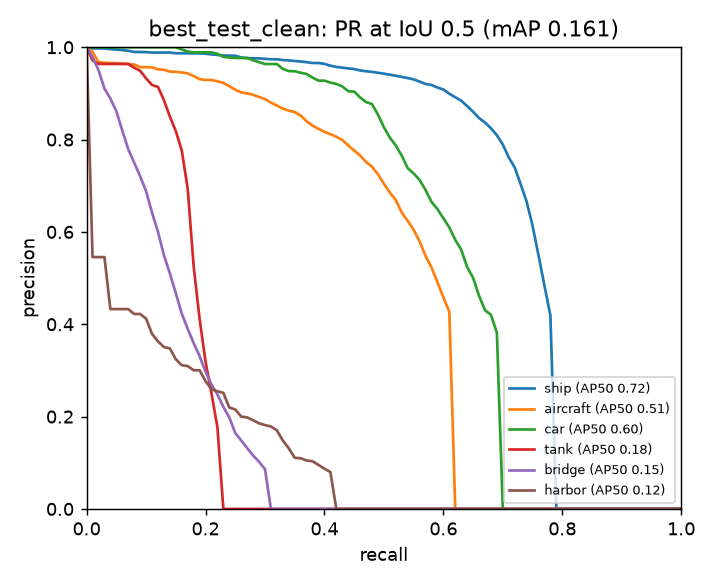 best_test_clean: PR at IoU 0.5 (mAP 0.161)
1.0
0.8
0.6
0.4
0.2
0.0
precision
0.0 0.2 0.4 0.6 0.8 1.0
recall
ship (AP50 0.72)
aircraft (AP50 0.51)
car (AP50 0.60)
tank (AP50 0.18)
bridge (AP50 0.15)
harbor (AP50 0.12)